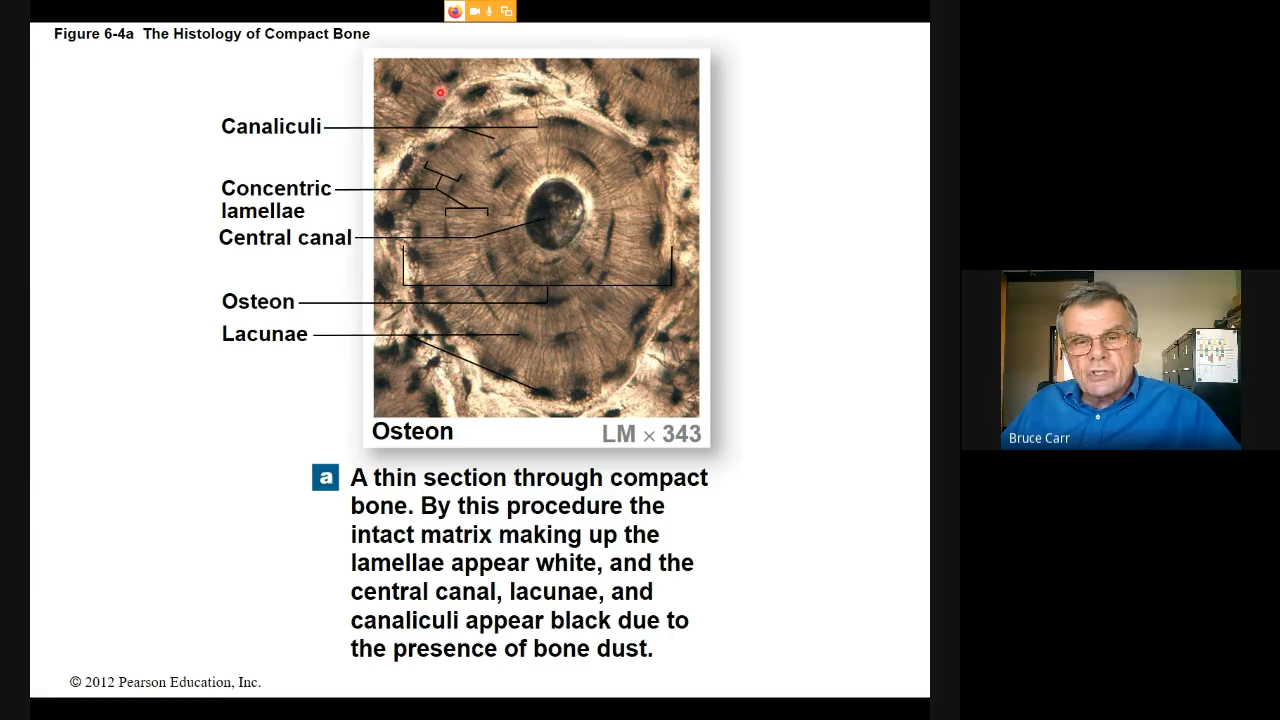 Figure 6-4a The Histology of Compact Bone
Canaliculi
Concentric
lamellae
Central canal
Osteon
Lacunae
Osteon
LM × 343
a
A thin section through compact
bone. By this procedure the
intact matrix making up the
lamellae appear white, and the
central canal, lacunae, and
canaliculi appear black due to
the presence of bone dust.
© 2012 Pearson Education, Inc.
Bruce Carr